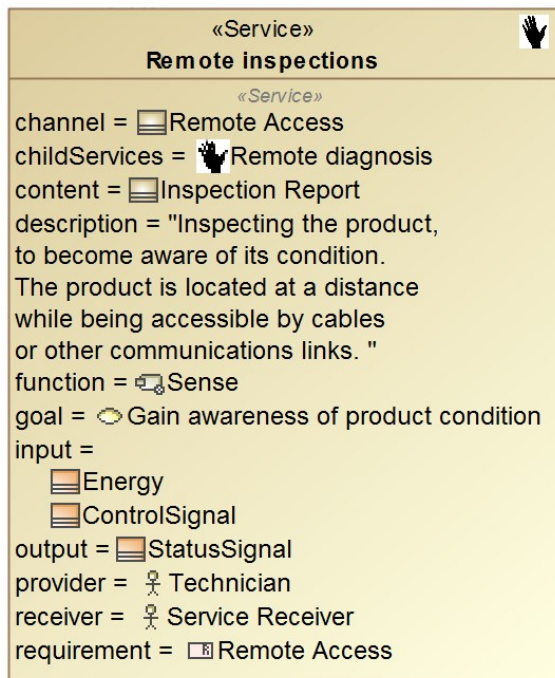 «Service»
Remote inspections
«Service»
channel = Remote Access
childServices = Remote diagnosis
content = Inspection Report
description = "Inspecting the product,
to become aware of its condition.
The product is located at a distance
while being accessible by cables
or other communications links. "
function = Sense
goal = Gain awareness of product condition
input =
Energy
ControlSignal
output = StatusSignal
provider = Technician
receiver = Service Receiver
requirement = R Remote Access